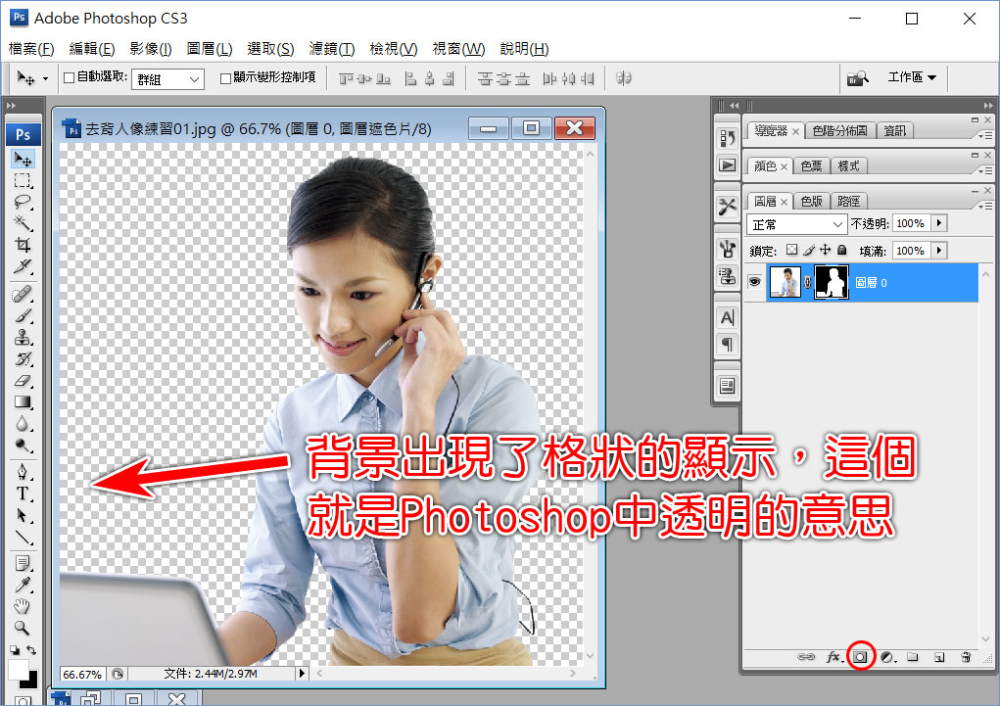 Ps Adobe Photoshop CS3
檔案(F) 編輯(E) 影像(I) 圖層(L) 選取(S) 濾鏡(T) 檢視(V) 視窗(W) 說明(H)
自動選取: 群組 顯示變形控制項 工作區
Ps
去背人像練習01.jpg @ 66.7% (圖層 0, 圖層遮色片/8)
導覽器 色階分佈圖 資訊
顏色 色票 樣式
圖層 色版 路徑
正常 不透明: 100%
鎖定: 填滿: 100%
圖層 0
背景出現了格狀的顯示，這個
就是Photoshop中透明的意思
66.67% 文件: 2.44M/2.97M